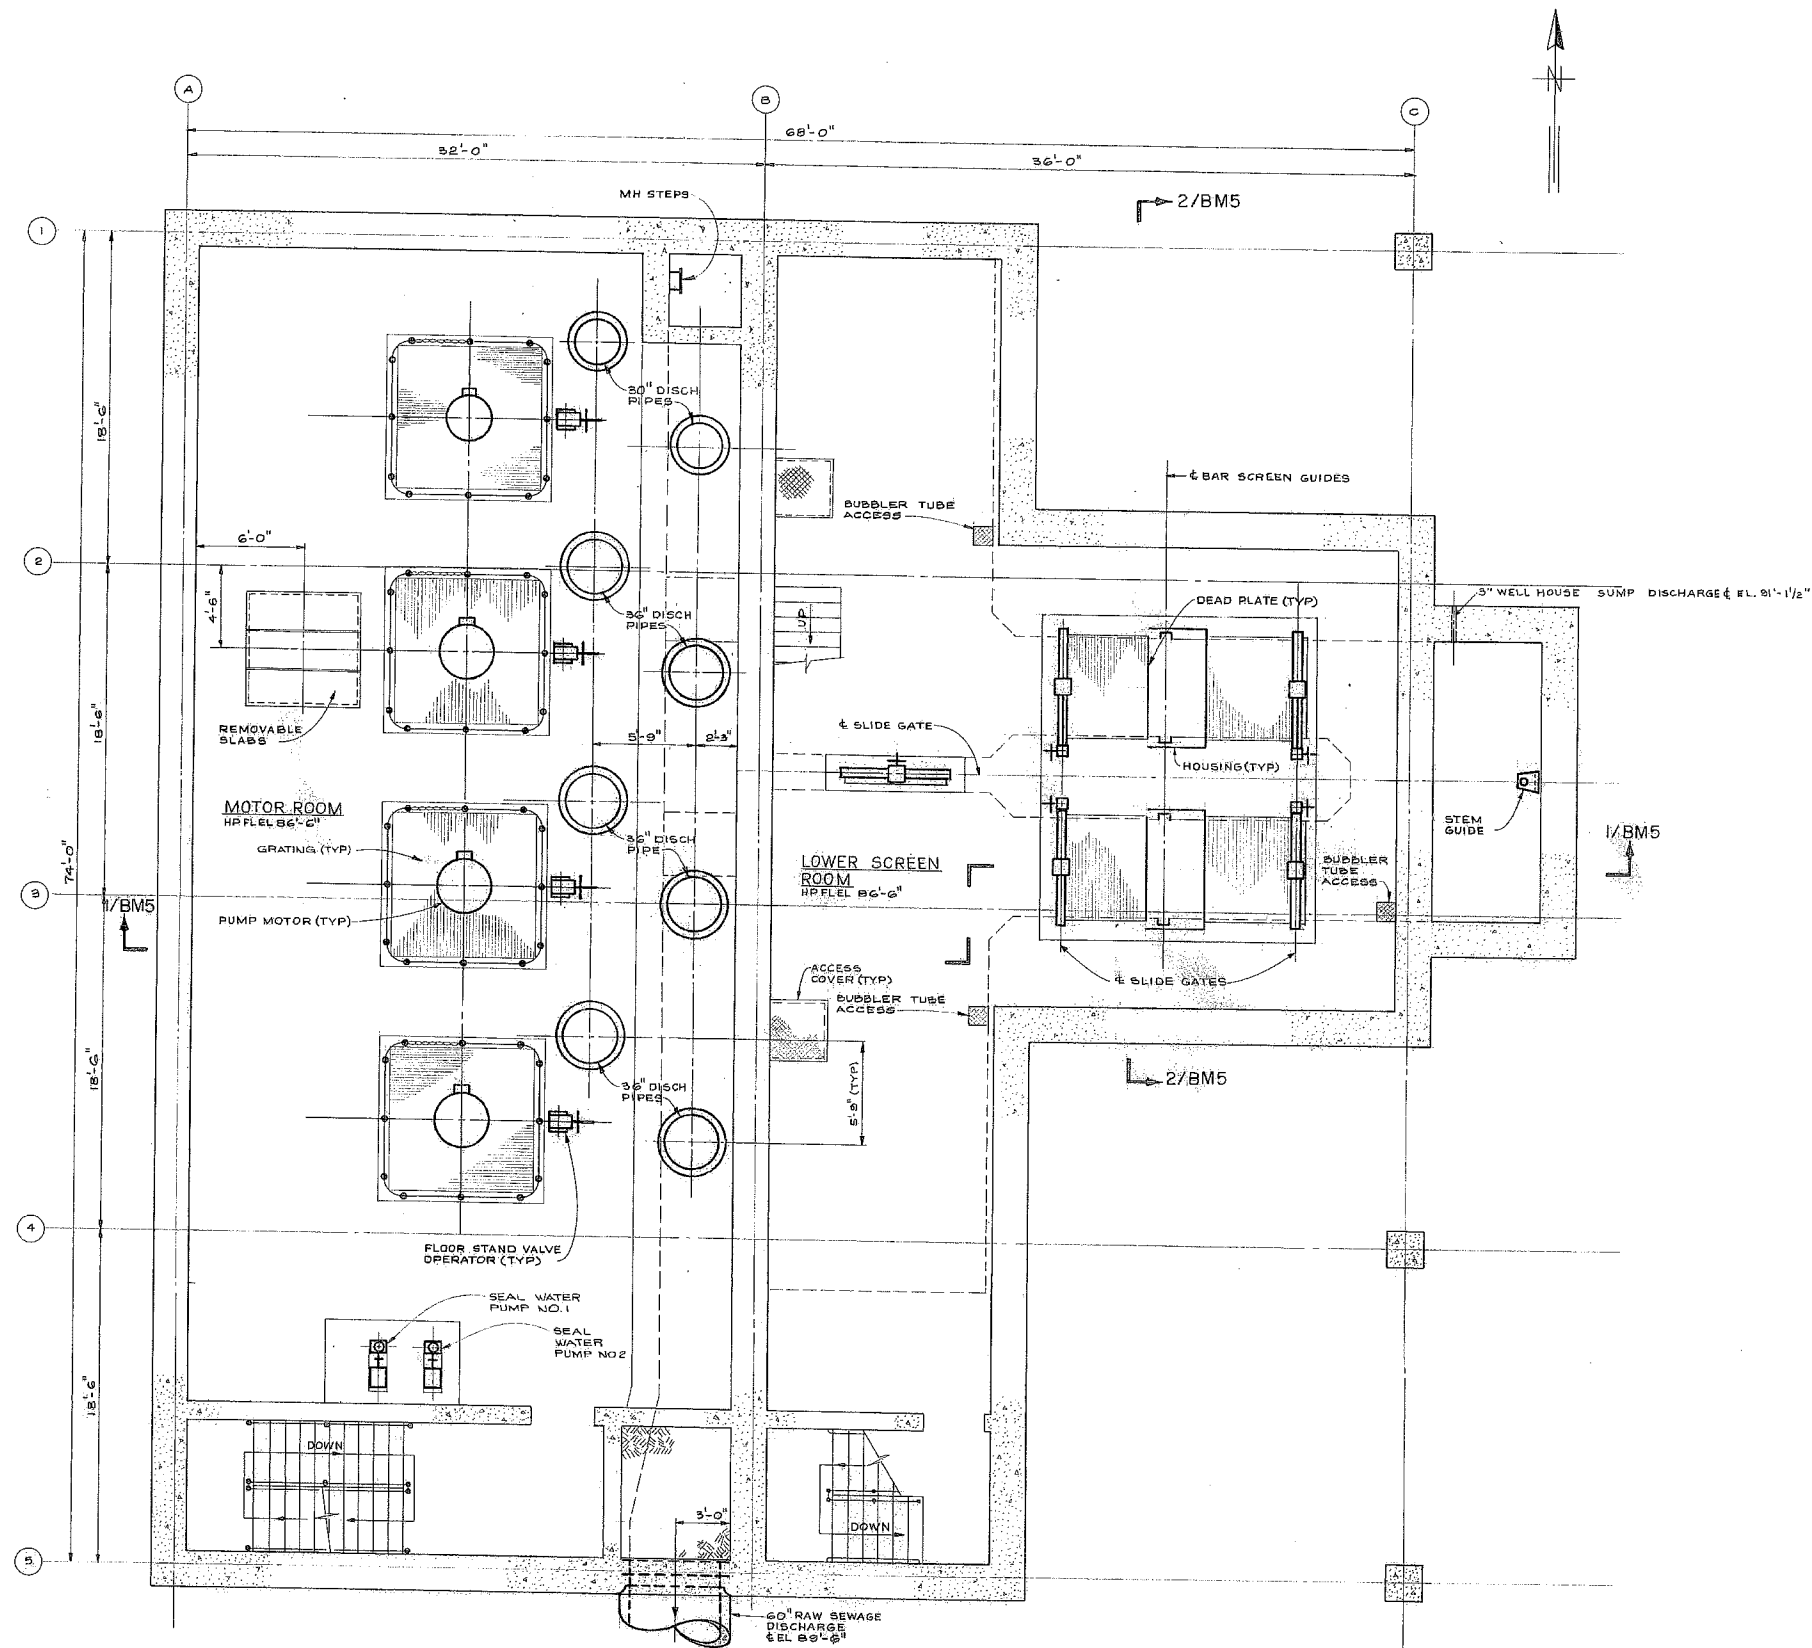 N
A
B
C
68'-0"
32'-0"
36'-0"
MH STEPS
2/BM5
1
18'-6"
30" DISCH
PIPES
₵ BAR SCREEN GUIDES
BUBBLER TUBE
ACCESS
6'-0"
2
4'-6"
3" WELL HOUSE SUMP DISCHARGE ₵ EL. 81'-1 1/2"
DEAD PLATE (TYP)
36" DISCH
PIPES
UP
18'-6"
REMOVABLE
SLABS
5'-9"
2'-3"
₵ SLIDE GATE
HOUSING (TYP)
MOTOR ROOM
HP FL EL 86'-6"
STEM
GUIDE
1/BM5
36" DISCH
PIPE
GRATING (TYP)
LOWER SCREEN
ROOM
HP FL EL 86'-6"
BUBBLER
TUBE
ACCESS
74'-0"
3
1/BM5
PUMP MOTOR (TYP)
ACCESS
COVER (TYP)
₵ SLIDE GATES
BUBBLER TUBE
ACCESS
18'-6"
36" DISCH
PIPES
5'-9" (TYP)
2/BM5
4
FLOOR STAND VALVE
OPERATOR (TYP)
SEAL WATER
PUMP NO. 1
SEAL
WATER
PUMP NO 2
18'-6"
DOWN
3'-0"
DOWN
5
60" RAW SEWAGE
DISCHARGE
₵ EL 89'-6"